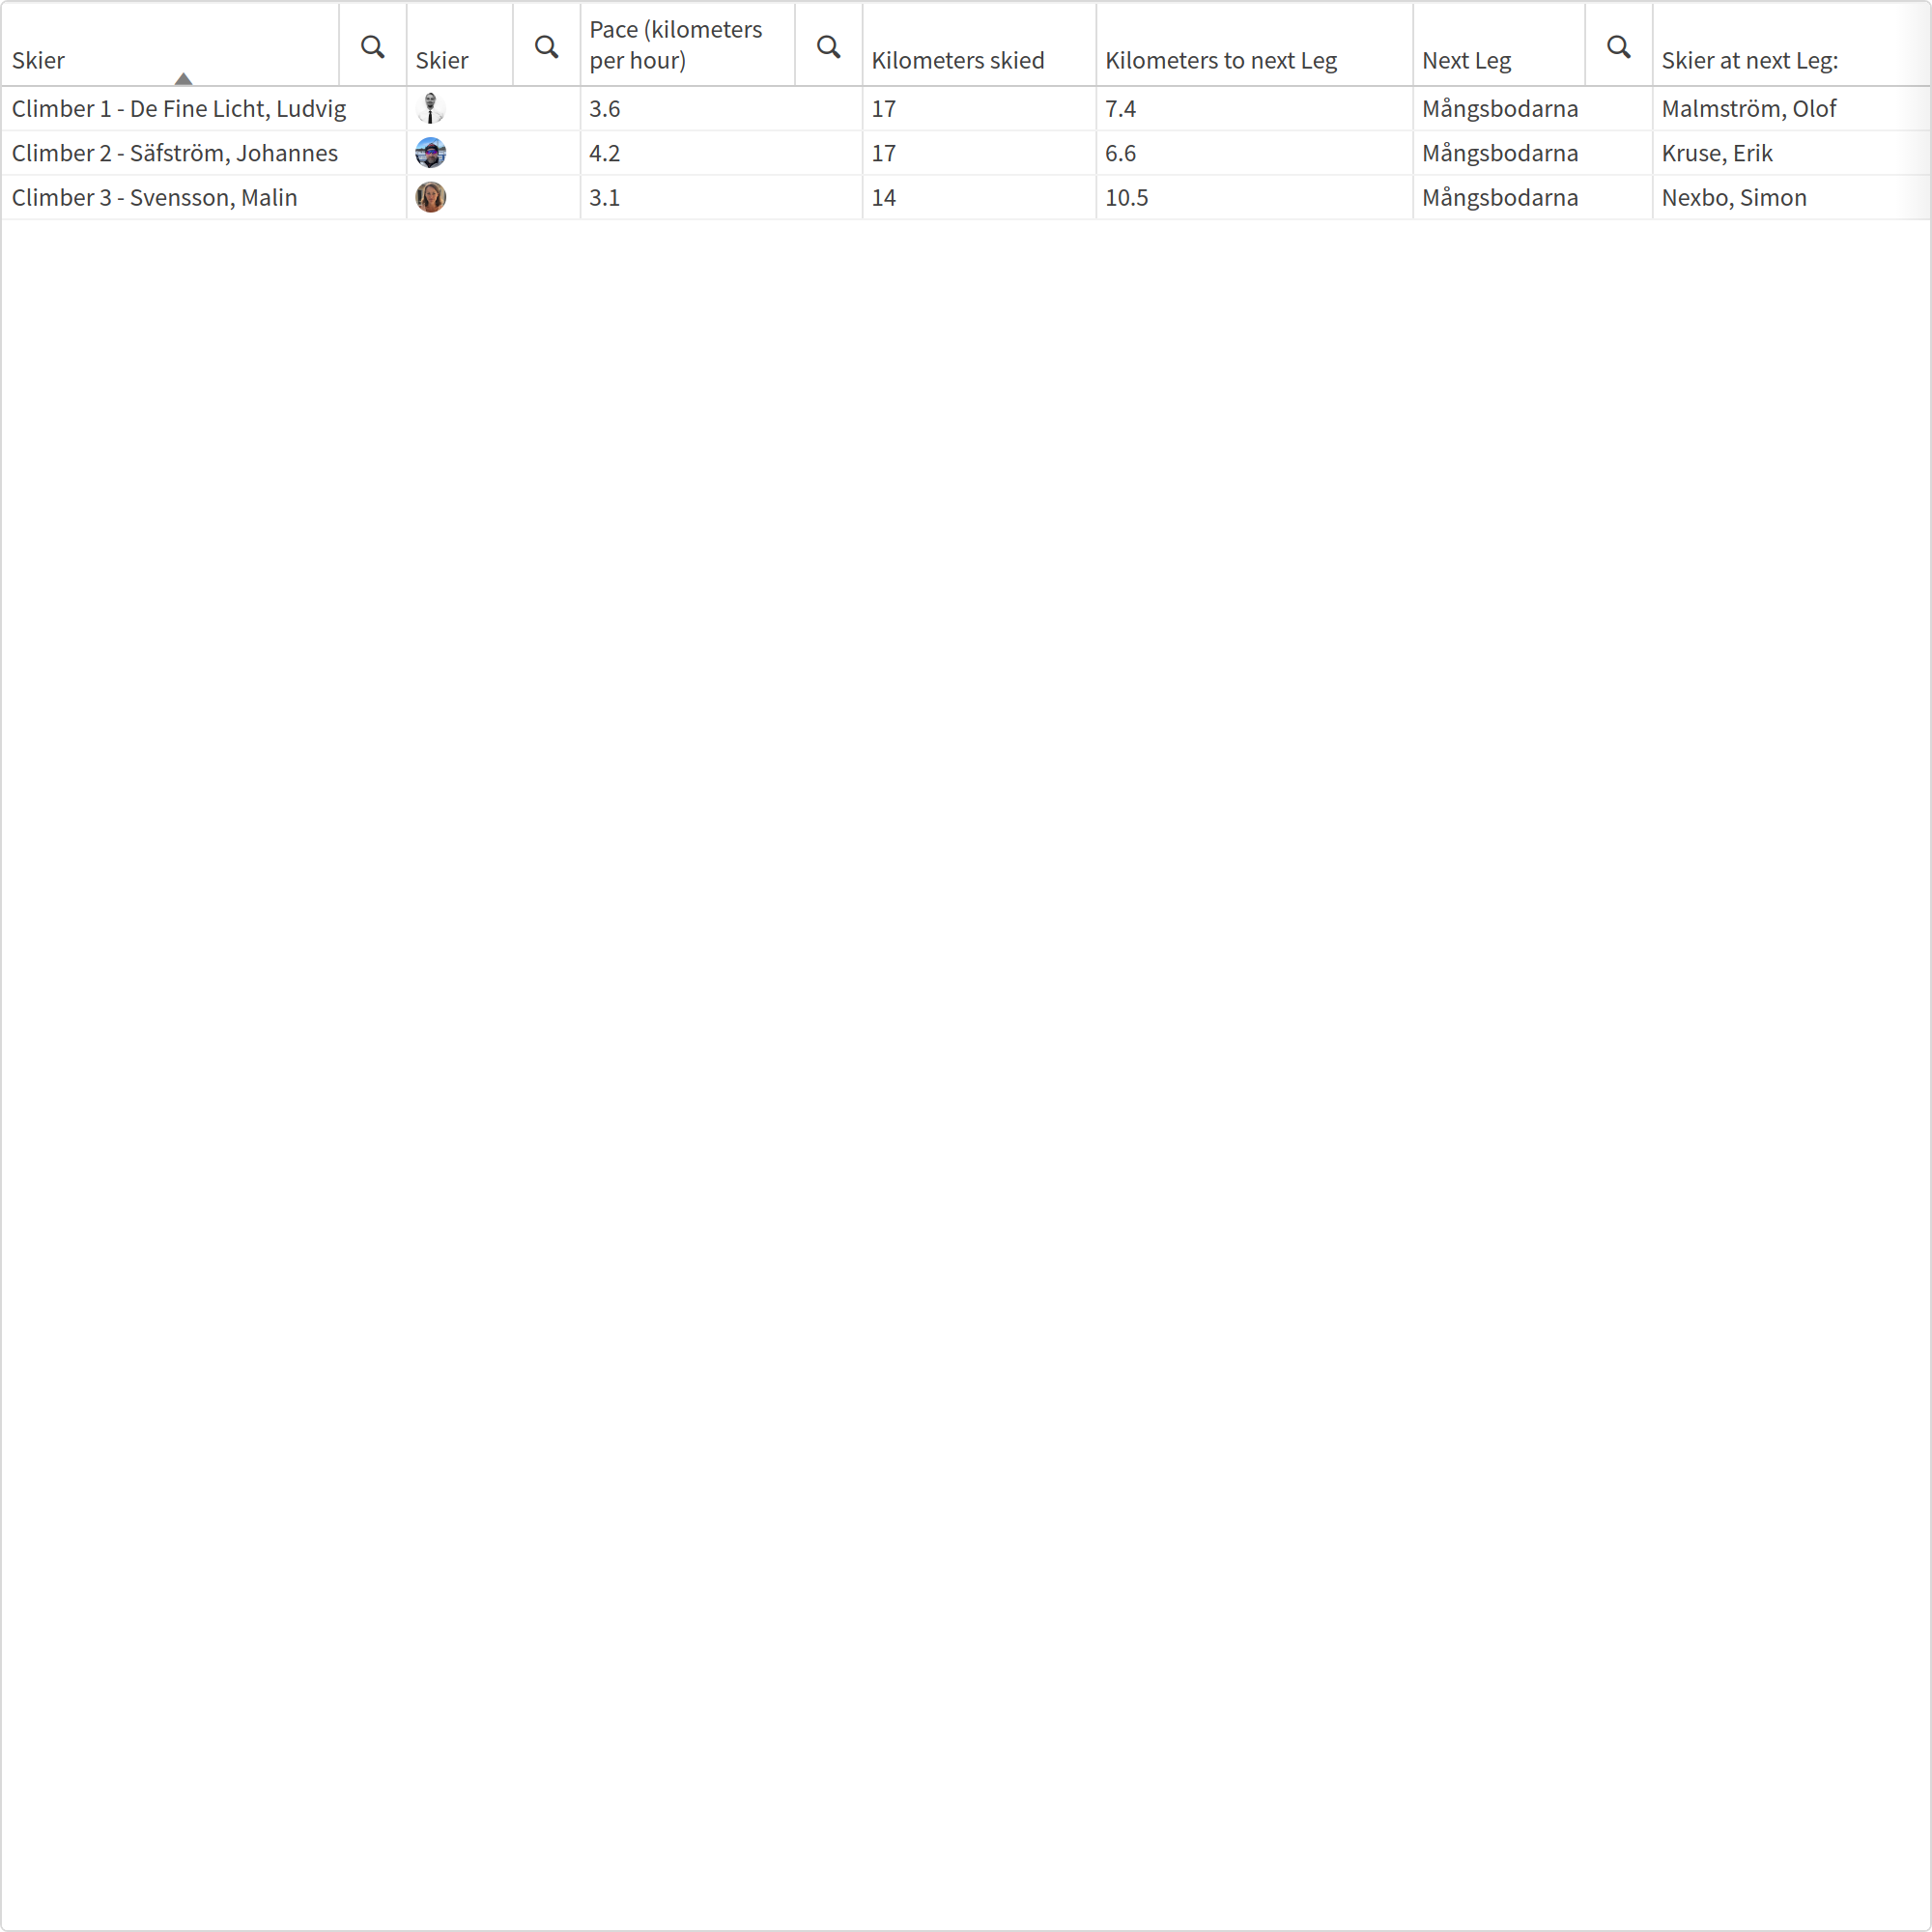 Skier
Skier
Pace (kilometers
per hour)
Kilometers skied
Kilometers to next Leg
Next Leg
Skier at next Leg:
Climber 1 - De Fine Licht, Ludvig 3.6 17 7.4 Mångsbodarna Malmström, Olof
Climber 2 - Säfström, Johannes 4.2 17 6.6 Mångsbodarna Kruse, Erik
Climber 3 - Svensson, Malin 3.1 14 10.5 Mångsbodarna Nexbo, Simon